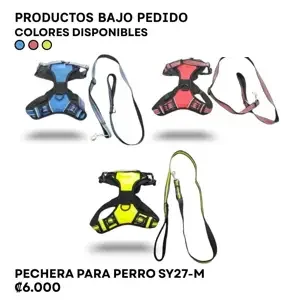 PRODUCTOS BAJO PEDIDO
COLORES DISPONIBLES
PECHERA PARA PERRO SY27-M
₡6.000